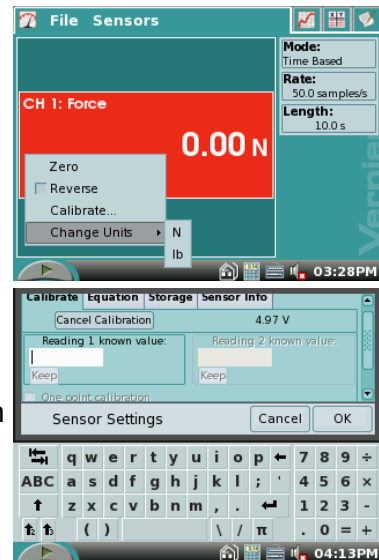 File Sensors
Mode:
Time Based
Rate:
50.0 samples/s
Length:
10.0 s
CH 1: Force
0.00 N
Zero
Reverse
Calibrate...
Change Units
N
lb
Vernier
03:28PM
Calibrate Equation Storage Sensor Info
Cancel Calibration 4.97 V
Reading 1 known value: Reading 2 known value:
Keep Keep
One point calibration
Sensor Settings Cancel OK
q w e r t y u i o p 7 8 9 ÷
ABC a s d f g h j k l ; ' 4 5 6 ×
z x c v b n m , . 1 2 3 -
( ) \ / π . 0 = +
04:13PM